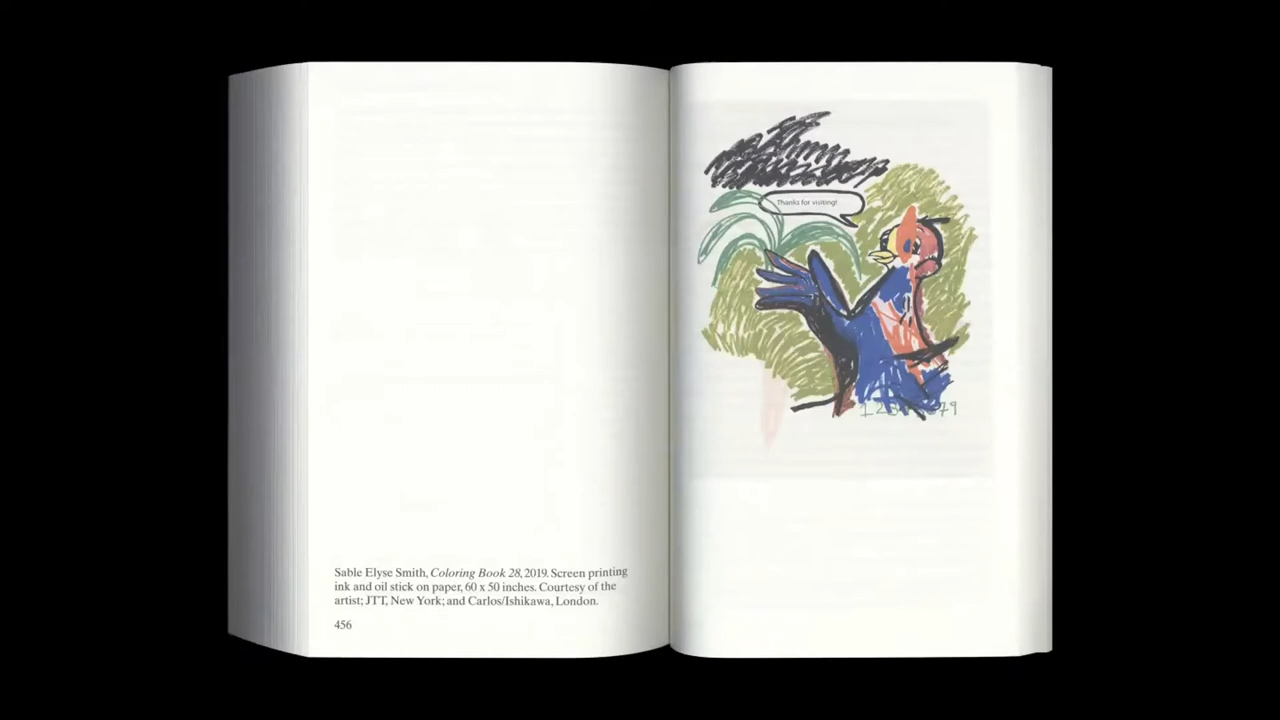 Sable Elyse Smith, Coloring Book 28, 2019. Screen printing
ink and oil stick on paper, 60 x 50 inches. Courtesy of the
artist; JTT, New York; and Carlos/Ishikawa, London.
456
Thanks for visiting!